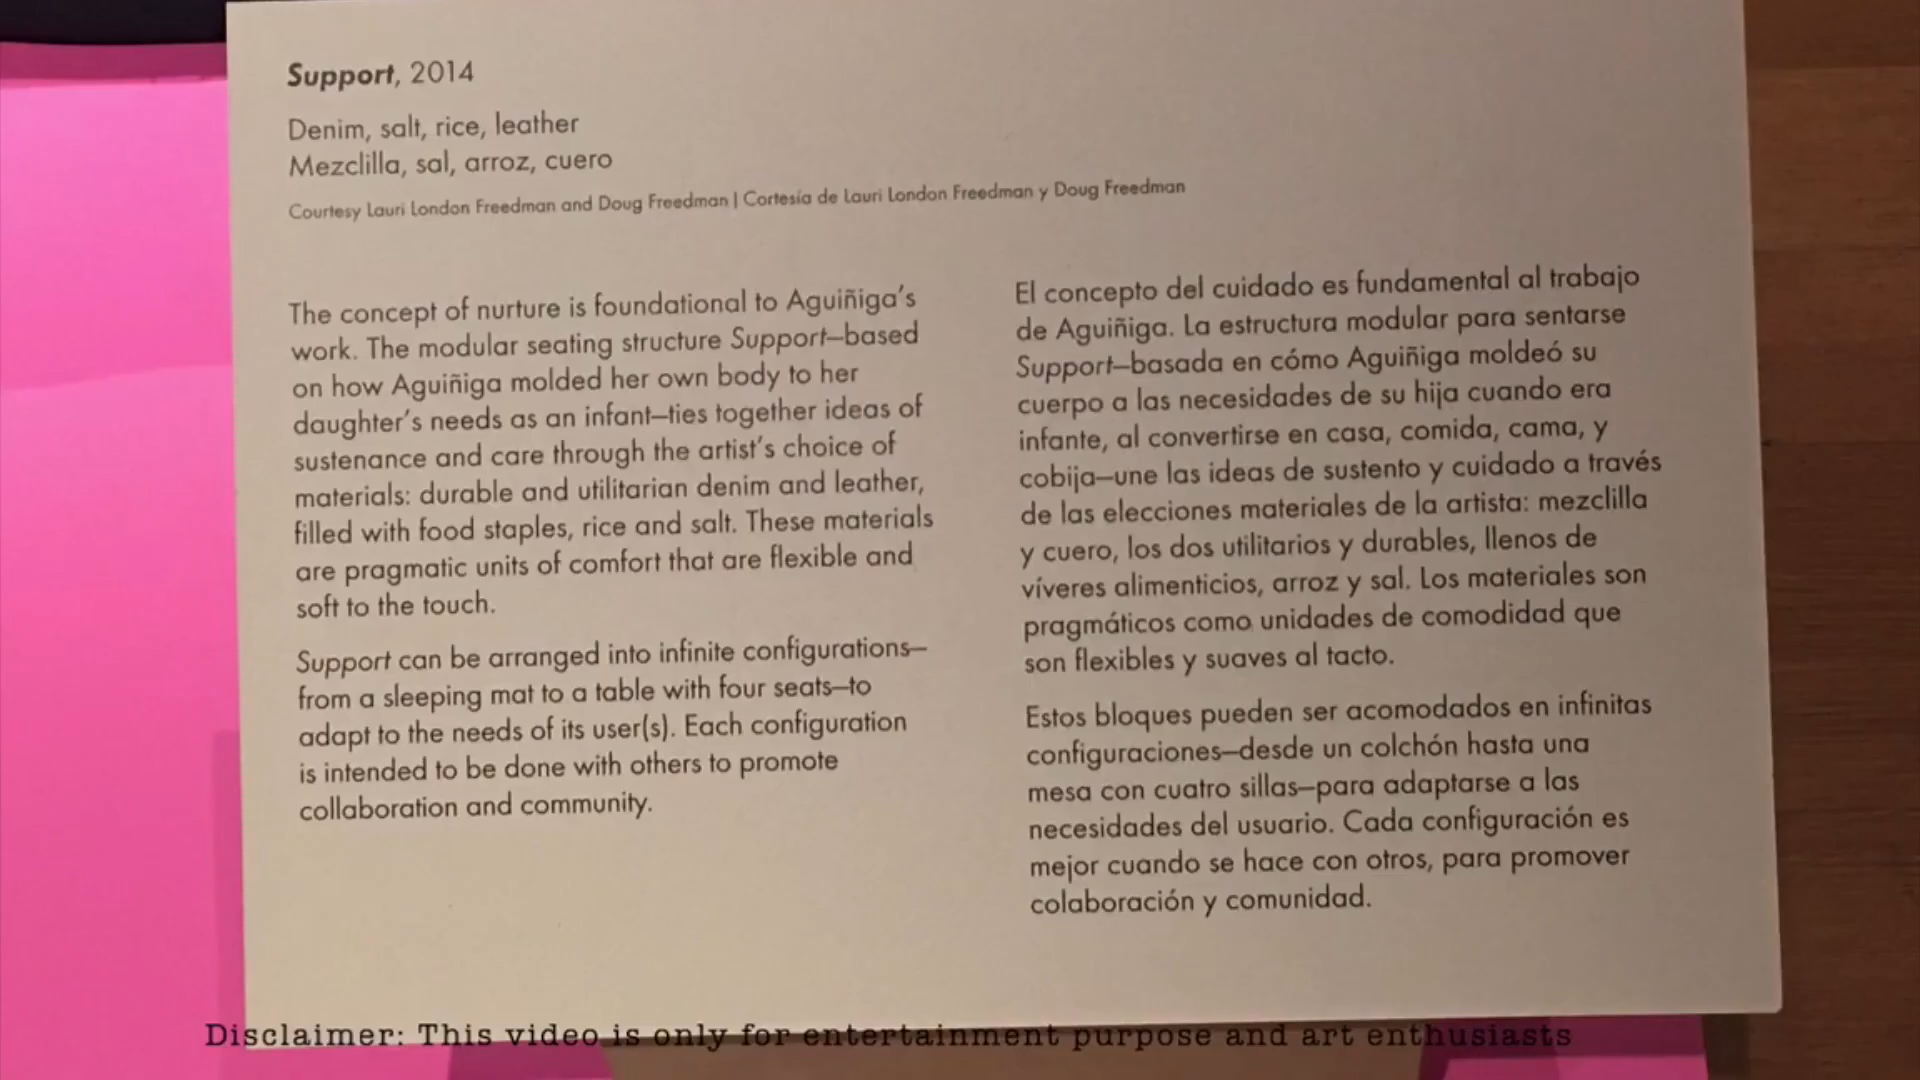 Support, 2014
Denim, salt, rice, leather
Mezclilla, sal, arroz, cuero
Courtesy Lauri London Freedman and Doug Freedman | Cortesía de Lauri London Freedman y Doug Freedman
The concept of nurture is foundational to Aguiñiga's
work. The modular seating structure Support—based
on how Aguiñiga molded her own body to her
daughter's needs as an infant—ties together ideas of
sustenance and care through the artist's choice of
materials: durable and utilitarian denim and leather,
filled with food staples, rice and salt. These materials
are pragmatic units of comfort that are flexible and
soft to the touch.
Support can be arranged into infinite configurations—
from a sleeping mat to a table with four seats—to
adapt to the needs of its user(s). Each configuration
is intended to be done with others to promote
collaboration and community.
El concepto del cuidado es fundamental al trabajo
de Aguiñiga. La estructura modular para sentarse
Support—basada en cómo Aguiñiga moldeó su
cuerpo a las necesidades de su hija cuando era
infante, al convertirse en casa, comida, cama, y
cobija—une las ideas de sustento y cuidado a través
de las elecciones materiales de la artista: mezclilla
y cuero, los dos utilitarios y durables, llenos de
víveres alimenticios, arroz y sal. Los materiales son
pragmáticos como unidades de comodidad que
son flexibles y suaves al tacto.
Estos bloques pueden ser acomodados en infinitas
configuraciones—desde un colchón hasta una
mesa con cuatro sillas—para adaptarse a las
necesidades del usuario. Cada configuración es
mejor cuando se hace con otros, para promover
colaboración y comunidad.
Disclaimer: This video is only for entertainment purpose and art enthusiasts